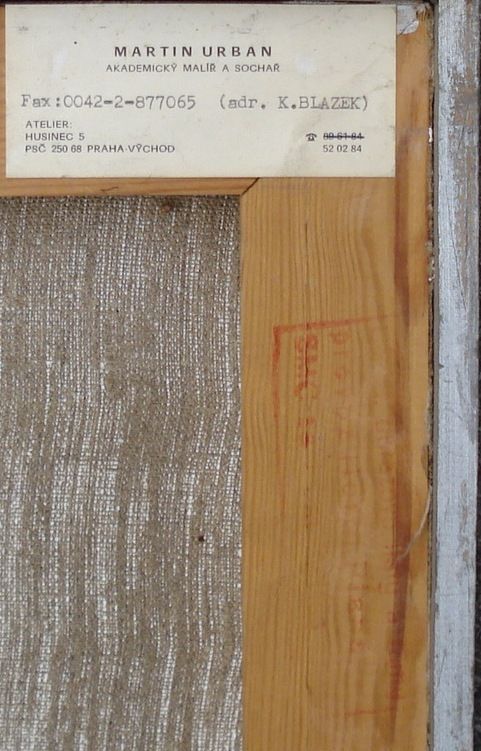 MARTIN URBAN
AKADEMICKÝ MALÍŘ A SOCHAŘ
Fax:0042-2-877065 (adr. K.BLAZEK)
ATELIER:
HUSINEC 5
PSČ 250 68 PRAHA-VÝCHOD
☎ 89 61 84
52 02 84